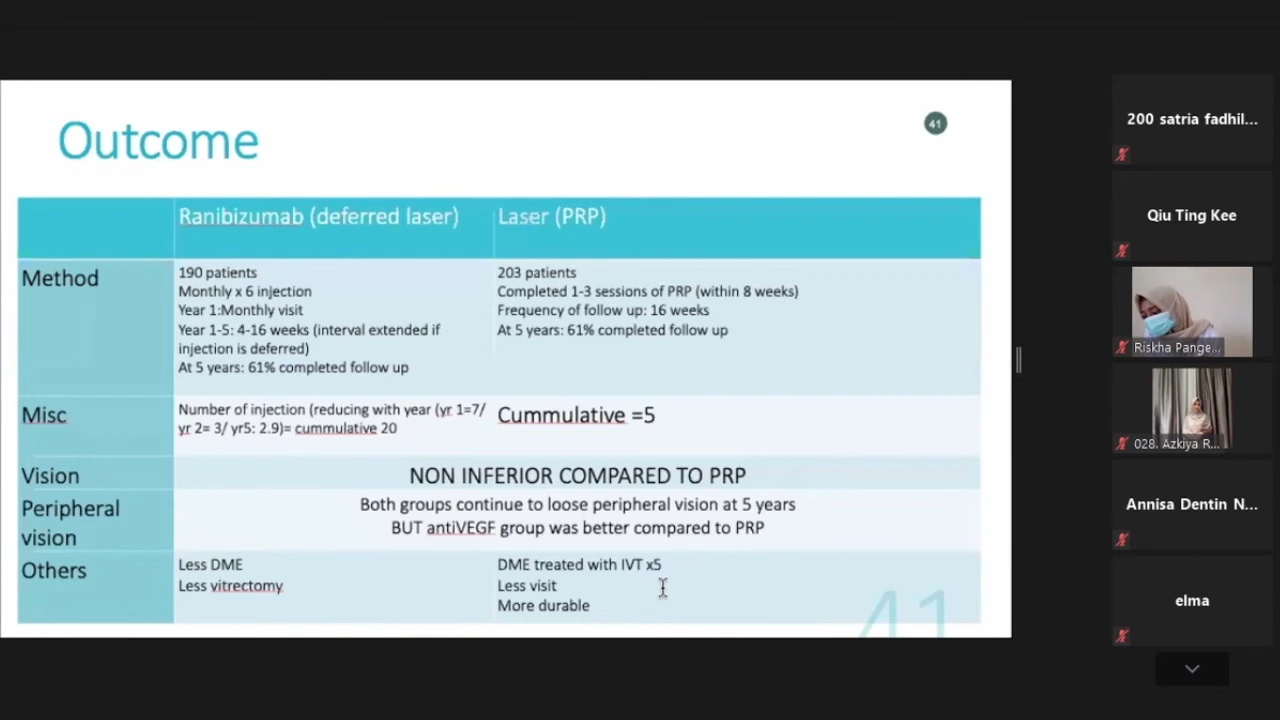 Outcome
41
Ranibizumab (deferred laser)
Laser (PRP)
Method
190 patients
Monthly x 6 injection
Year 1:Monthly visit
Year 1-5: 4-16 weeks (interval extended if
injection is deferred)
At 5 years: 61% completed follow up
203 patients
Completed 1-3 sessions of PRP (within 8 weeks)
Frequency of follow up: 16 weeks
At 5 years: 61% completed follow up
Misc
Number of injection (reducing with year (yr 1=7/
yr 2= 3/ yr5: 2.9)= cummulative 20
Cummulative =5
Vision
NON INFERIOR COMPARED TO PRP
Peripheral
vision
Both groups continue to loose peripheral vision at 5 years
BUT antiVEGF group was better compared to PRP
Others
Less DME
Less vitrectomy
DME treated with IVT x5
Less visit
More durable
41
200 satria fadhil...
Qiu Ting Kee
Riskha Pange...
028. Azkiya R...
Annisa Dentin N...
elma